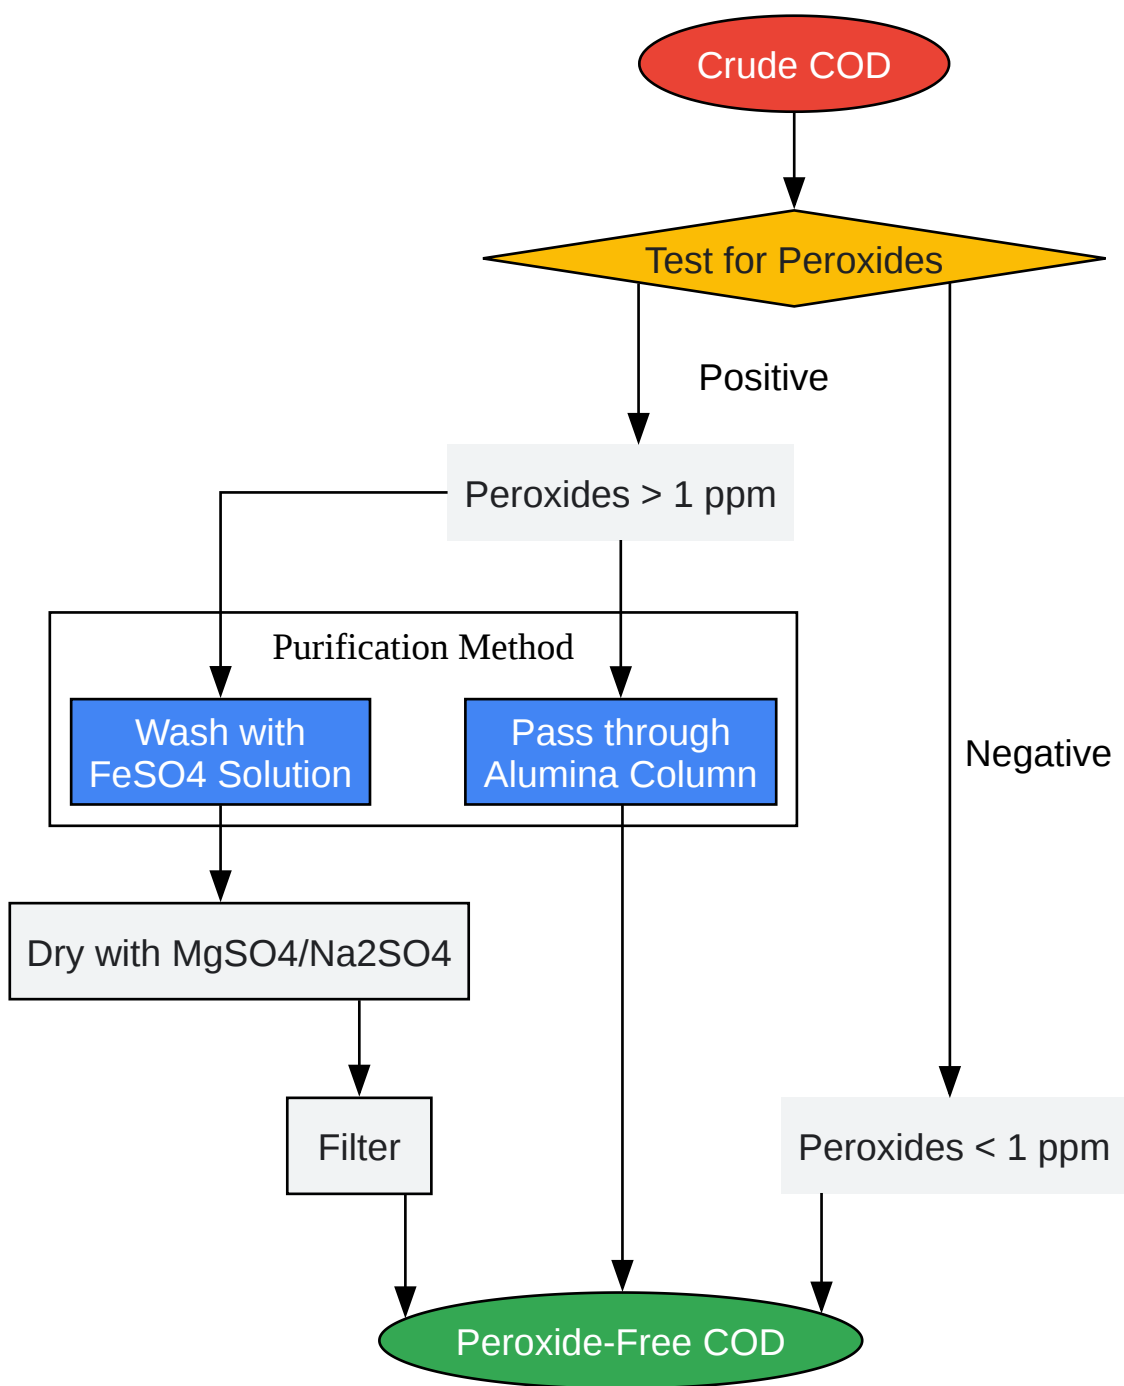 Crude COD
Test for Peroxides
Positive
Peroxides > 1 ppm
Purification Method
Wash with
FeSO4 Solution
Pass through
Alumina Column
Negative
Dry with MgSO4/Na2SO4
Filter
Peroxides < 1 ppm
Peroxide-Free COD